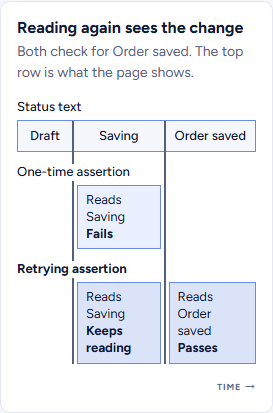 Reading again sees the change
Both check for Order saved. The top
row is what the page shows.
Status text
Draft
Saving
Order saved
One-time assertion
Reads
Saving
Fails
Retrying assertion
Reads
Saving
Keeps
reading
Reads
Order
saved
Passes
TIME →